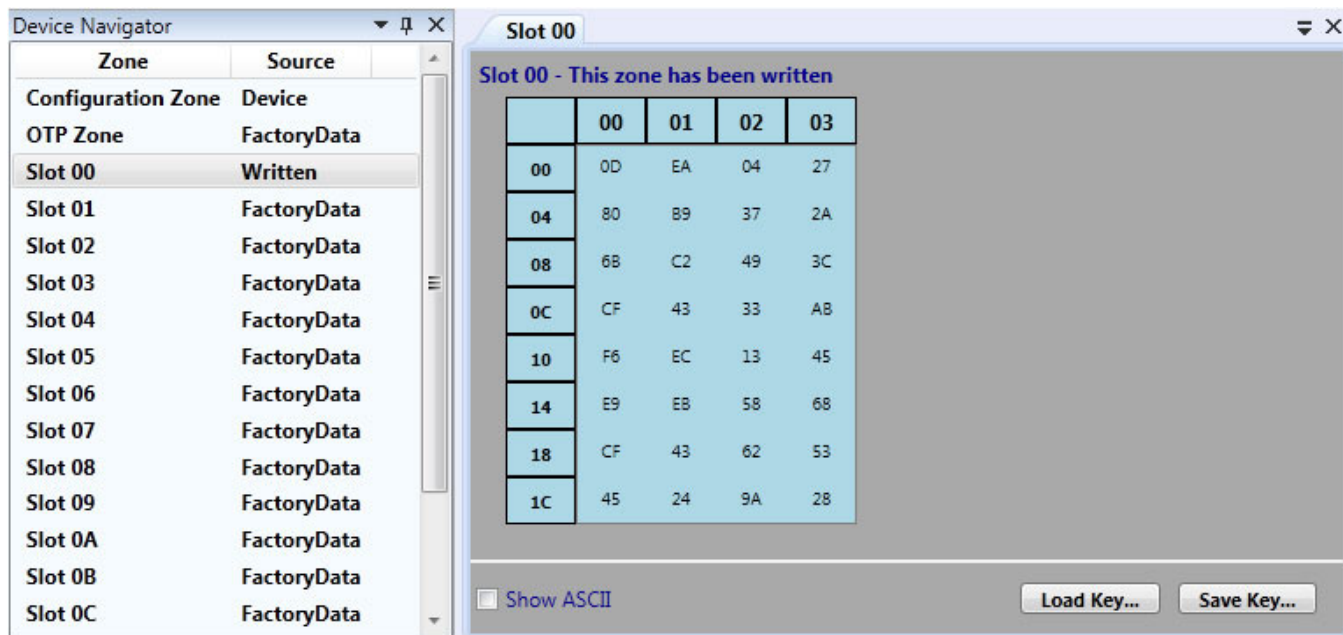 Device Navigator
Zone Source
Configuration Zone Device
OTP Zone FactoryData
Slot 00 Written
Slot 01 FactoryData
Slot 02 FactoryData
Slot 03 FactoryData
Slot 04 FactoryData
Slot 05 FactoryData
Slot 06 FactoryData
Slot 07 FactoryData
Slot 08 FactoryData
Slot 09 FactoryData
Slot 0A FactoryData
Slot 0B FactoryData
Slot 0C FactoryData
Slot 00
Slot 00 - This zone has been written
00 01 02 03
00 0D EA 04 27
04 80 B9 37 2A
08 6B C2 49 3C
0C CF 43 33 AB
10 F6 EC 13 45
14 E9 EB 58 68
18 CF 43 62 53
1C 45 24 9A 28
Show ASCII
Load Key... Save Key...